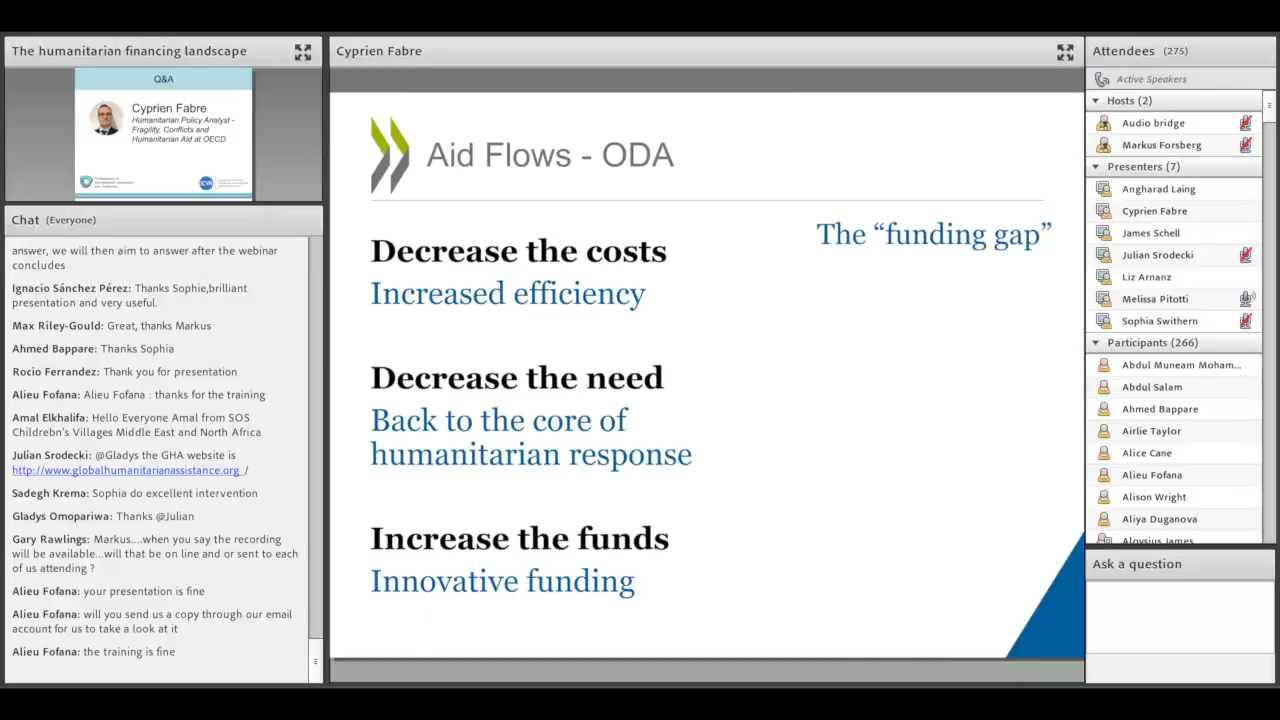 The humanitarian financing landscape
Q&A
Cyprien Fabre
Humanitarian Policy Analyst -
Fragility, Conflicts and
Humanitarian Aid at OECD
Chat (Everyone)
answer, we will then aim to answer after the webinar
concludes
Ignacio Sánchez Pérez: Thanks Sophie,brilliant
presentation and very useful.
Max Riley-Gould: Great, thanks Markus
Ahmed Bappare: Thanks Sophia
Rocio Ferrandez: Thank you for presentation
Alieu Fofana: Alieu Fofana : thanks for the training
Amal Elkhalifa: Hello Everyone Amal from SOS
Childrebn's Villages Middle East and North Africa
Julian Srodecki: @Gladys the GHA website is
http://www.globalhumanitarianassistance.org /
Sadegh Krema: Sophia do excellent intervention
Gladys Omopariwa: Thanks @Julian
Gary Rawlings: Markus....when you say the recording
will be available...will that be on line and or sent to each
of us attending ?
Alieu Fofana: your presentation is fine
Alieu Fofana: will you send us a copy through our email
account for us to take a look at it
Alieu Fofana: the training is fine
Cyprien Fabre
Aid Flows - ODA
The “funding gap”
Decrease the costs
Increased efficiency
Decrease the need
Back to the core of
humanitarian response
Increase the funds
Innovative funding
Attendees (275)
Active Speakers
Hosts (2)
Audio bridge
Markus Forsberg
Presenters (7)
Angharad Laing
Cyprien Fabre
James Schell
Julian Srodecki
Liz Arnanz
Melissa Pitotti
Sophia Swithern
Participants (266)
Abdul Muneam Moham...
Abdul Salam
Ahmed Bappare
Airlie Taylor
Alice Cane
Alieu Fofana
Alison Wright
Aliya Duganova
Aloysius James
Ask a question